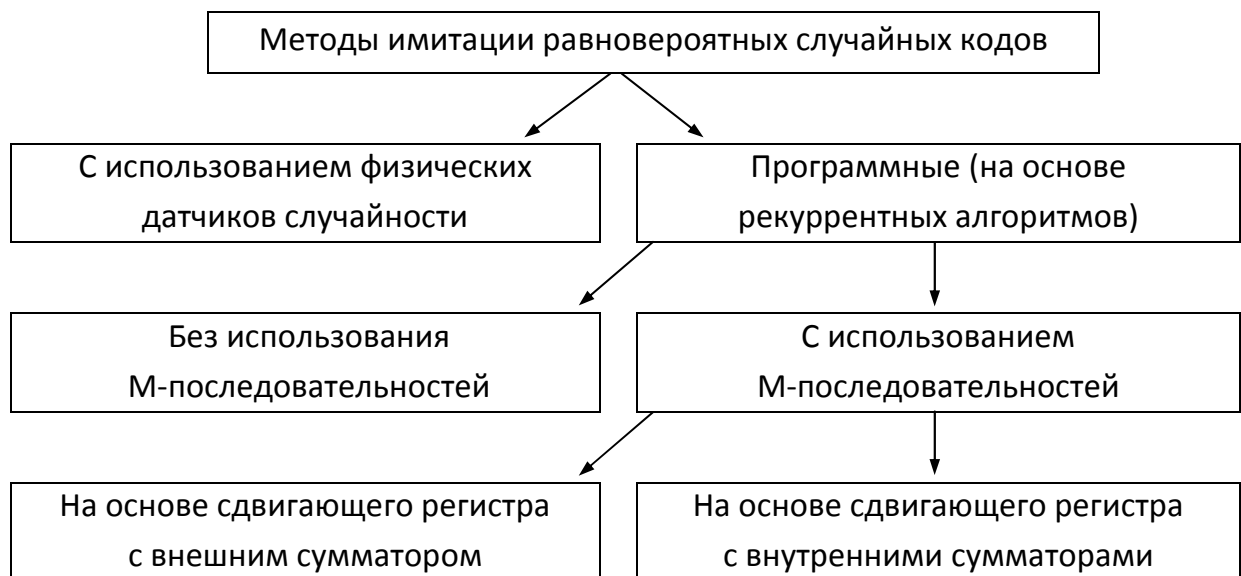 Методы имитации равновероятных случайных кодов
С использованием физических
датчиков случайности
Программные (на основе
рекуррентных алгоритмов)
Без использования
М-последовательностей
С использованием
М-последовательностей
На основе сдвигающего регистра
с внешним сумматором
На основе сдвигающего регистра
с внутренними сумматорами